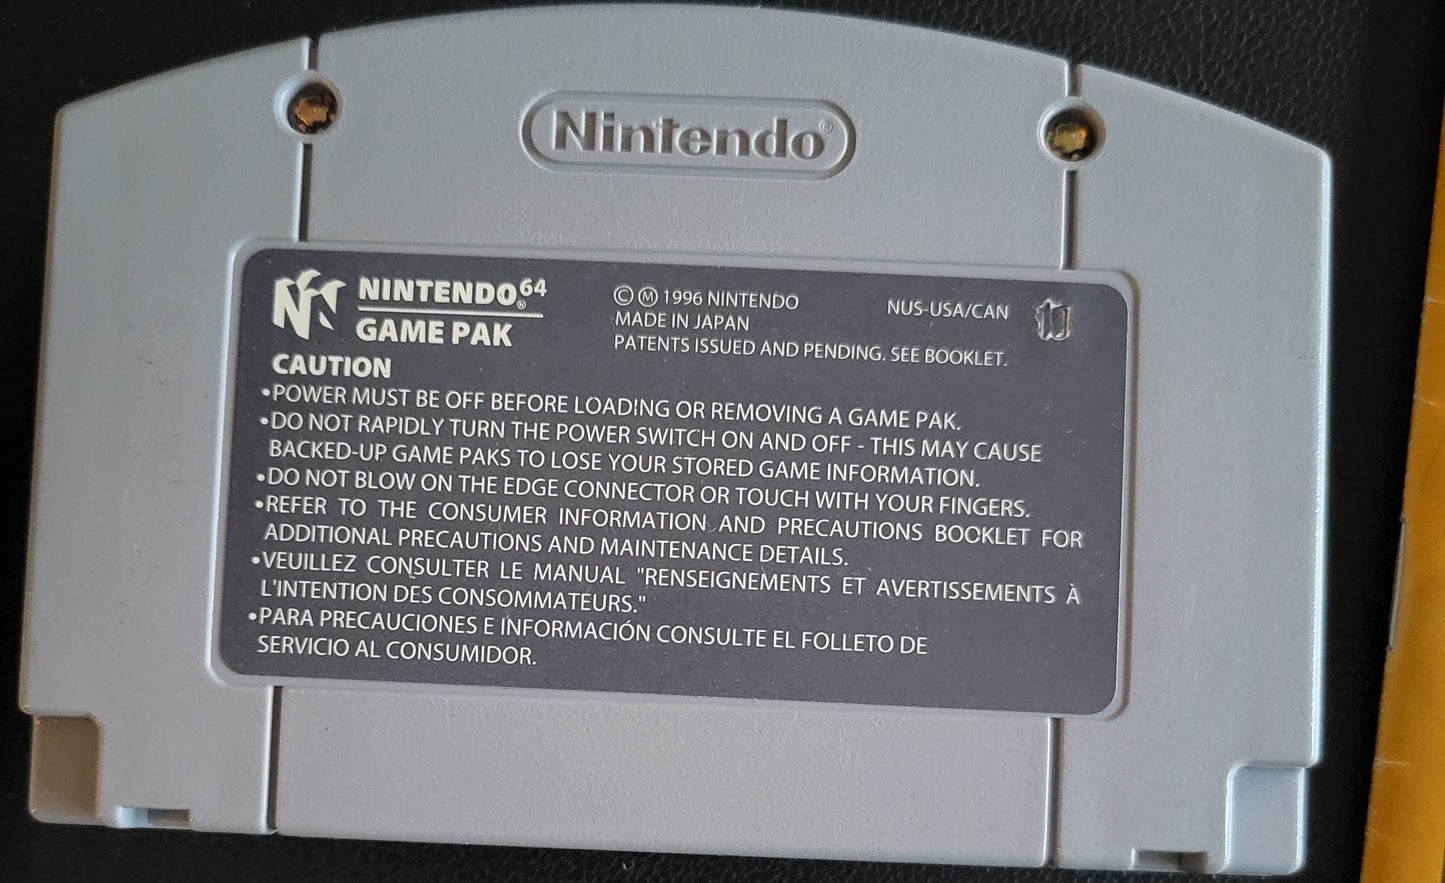 Nintendo®
NINTENDO64®
GAME PAK
Ⓒ Ⓜ 1996 NINTENDO
MADE IN JAPAN
PATENTS ISSUED AND PENDING. SEE BOOKLET.
NUS-USA/CAN
CAUTION
•POWER MUST BE OFF BEFORE LOADING OR REMOVING A GAME PAK.
•DO NOT RAPIDLY TURN THE POWER SWITCH ON AND OFF - THIS MAY CAUSE
BACKED-UP GAME PAKS TO LOSE YOUR STORED GAME INFORMATION.
•DO NOT BLOW ON THE EDGE CONNECTOR OR TOUCH WITH YOUR FINGERS.
•REFER TO THE CONSUMER INFORMATION AND PRECAUTIONS BOOKLET FOR
ADDITIONAL PRECAUTIONS AND MAINTENANCE DETAILS.
•VEUILLEZ CONSULTER LE MANUAL "RENSEIGNEMENTS ET AVERTISSEMENTS À
L'INTENTION DES CONSOMMATEURS."
•PARA PRECAUCIONES E INFORMACIÓN CONSULTE EL FOLLETO DE
SERVICIO AL CONSUMIDOR.